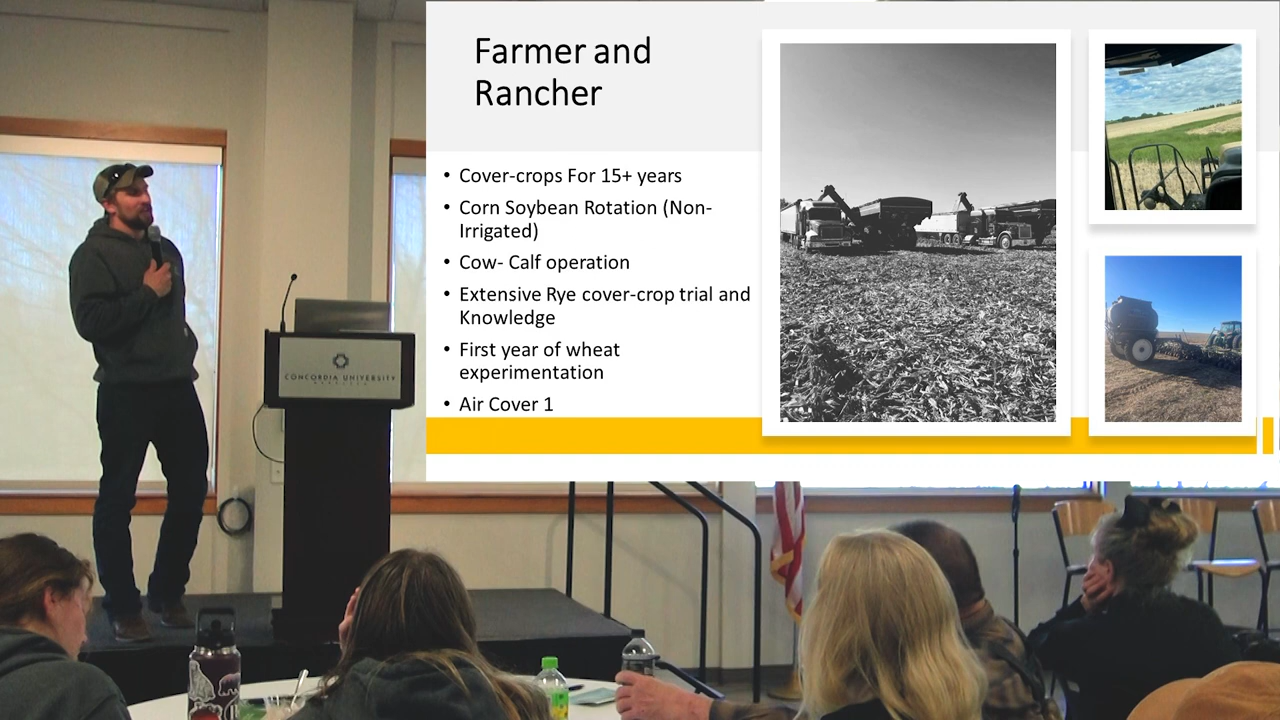 Farmer and
Rancher
• Cover-crops For 15+ years
• Corn Soybean Rotation (Non-
Irrigated)
• Cow- Calf operation
• Extensive Rye cover-crop trial and
Knowledge
• First year of wheat
experimentation
• Air Cover 1
CONCORDIA UNIVERSITY
NEBRASKA